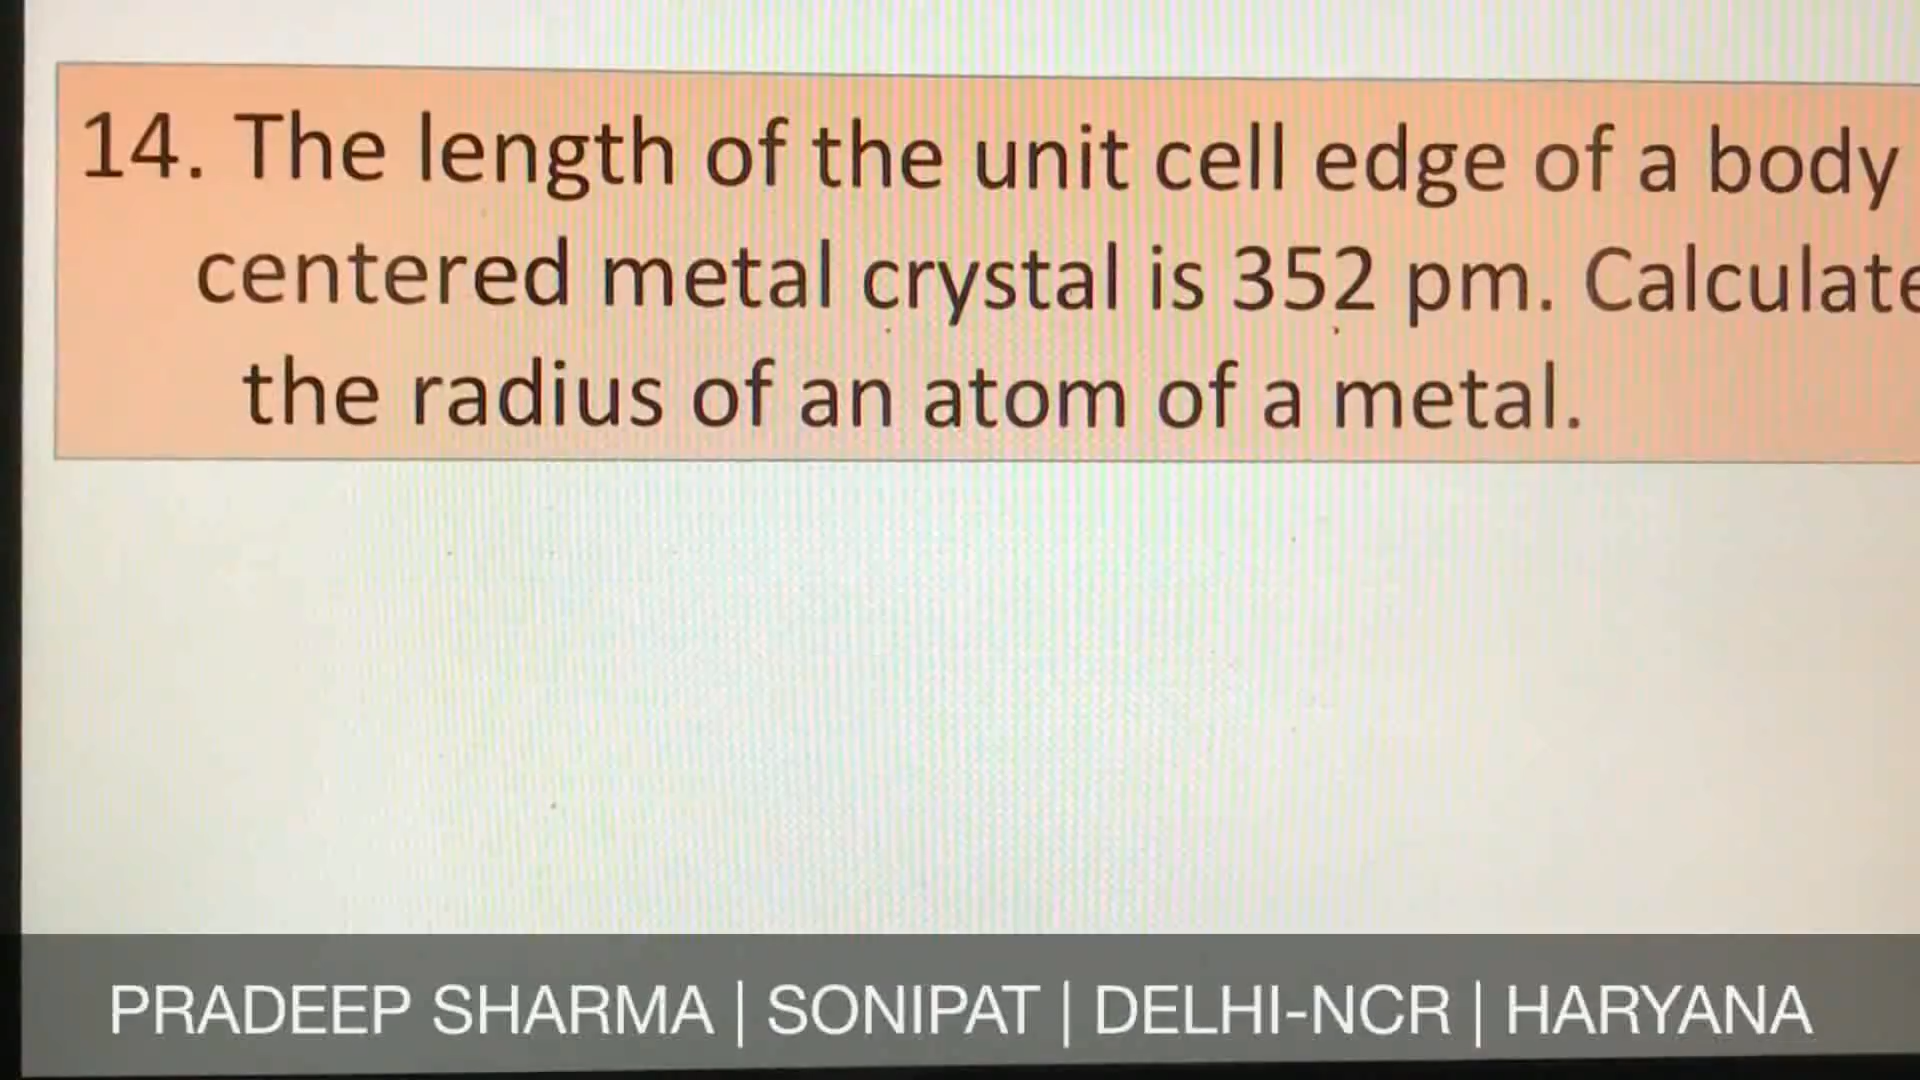 14. The length of the unit cell edge of a body
centered metal crystal is 352 pm. Calculate
the radius of an atom of a metal.
PRADEEP SHARMA | SONIPAT | DELHI-NCR | HARYANA